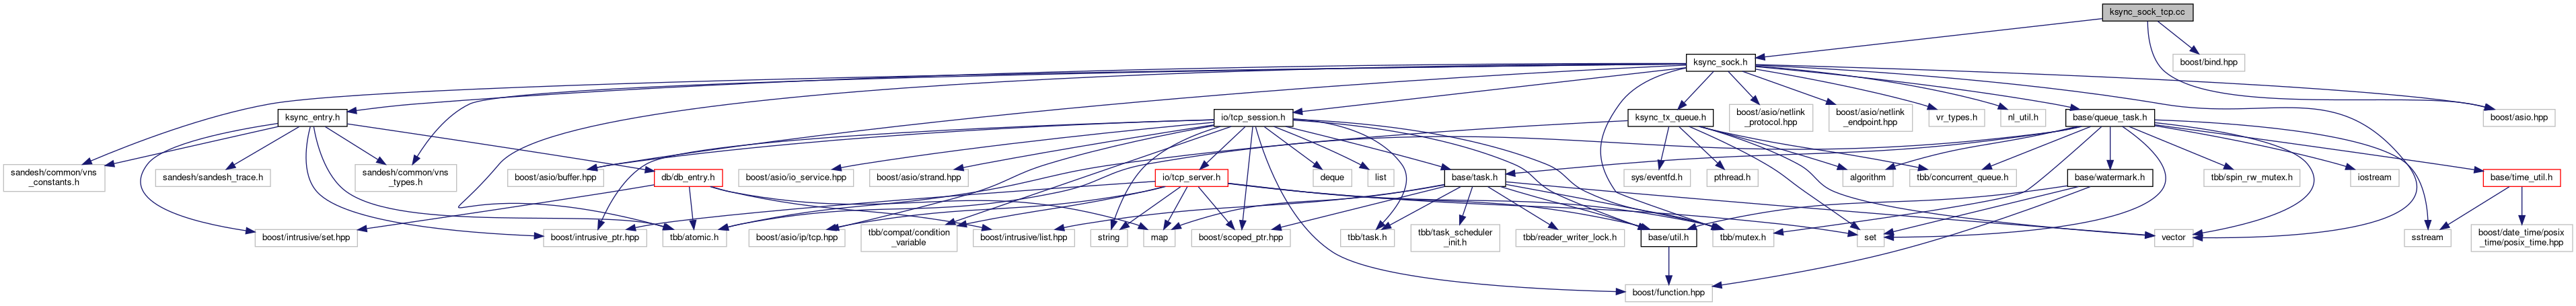 ksync_sock_tcp.cc
ksync_sock.h
boost/bind.hpp
ksync_entry.h
io/tcp_session.h
ksync_tx_queue.h
boost/asio/netlink
_protocol.hpp
boost/asio/netlink
_endpoint.hpp
vr_types.h
nl_util.h
base/queue_task.h
boost/asio.hpp
sandesh/common/vns
_constants.h
sandesh/sandesh_trace.h
sandesh/common/vns
_types.h
boost/asio/buffer.hpp
db/db_entry.h
boost/asio/io_service.hpp
boost/asio/strand.hpp
io/tcp_server.h
deque
list
base/task.h
sys/eventfd.h
pthread.h
algorithm
tbb/concurrent_queue.h
base/watermark.h
tbb/spin_rw_mutex.h
iostream
base/time_util.h
boost/intrusive/set.hpp
boost/intrusive_ptr.hpp
tbb/atomic.h
boost/asio/ip/tcp.hpp
tbb/compat/condition
_variable
boost/intrusive/list.hpp
string
map
boost/scoped_ptr.hpp
tbb/task.h
tbb/task_scheduler
_init.h
tbb/reader_writer_lock.h
base/util.h
tbb/mutex.h
set
vector
sstream
boost/date_time/posix
_time/posix_time.hpp
boost/function.hpp